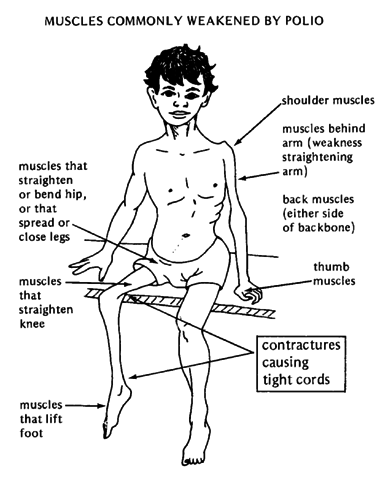 MUSCLES COMMONLY WEAKENED BY POLIO
shoulder muscles
muscles behind
arm (weakness
straightening
arm)
muscles that
straighten
or bend hip,
or that
spread or
close legs
back muscles
(either side
of backbone)
thumb
muscles
muscles
that
straighten
knee
contractures
causing
tight cords
muscles
that lift
foot